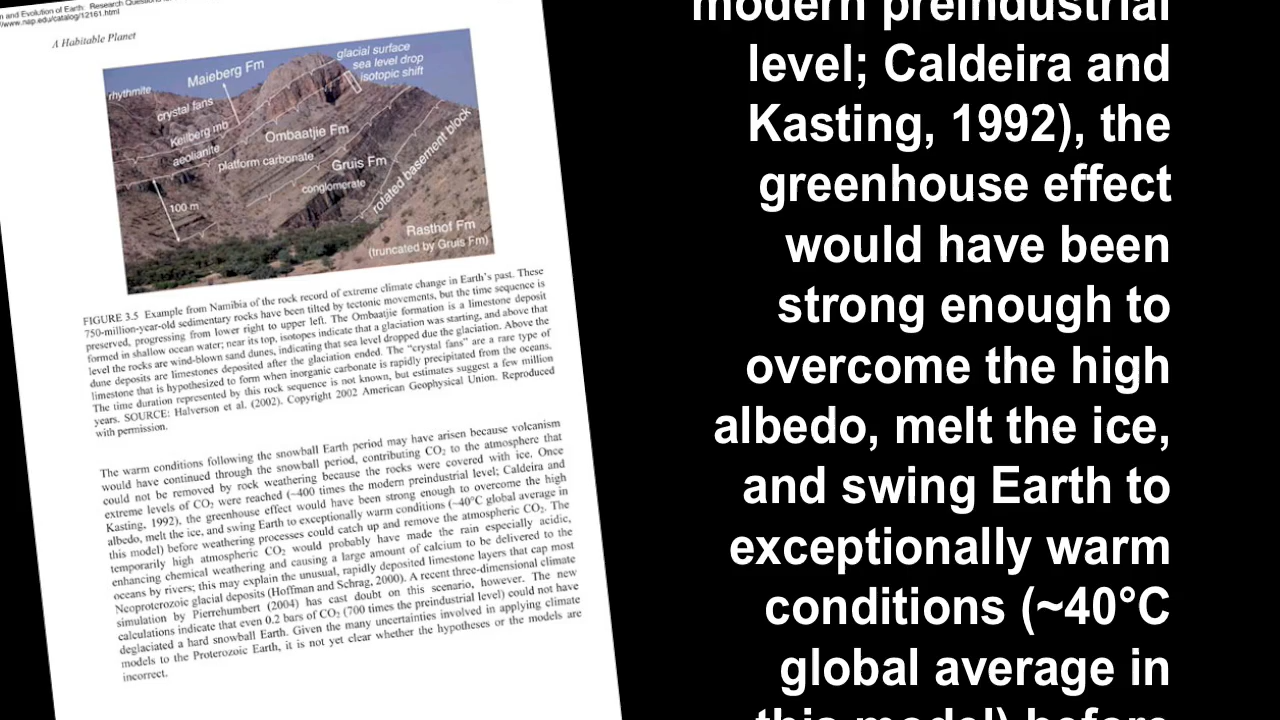 n and Evolution of Earth: Research Questions
//www.nap.edu/catalog/12161.html
A Habitable Planet
Maieberg Fm
glacial surface
sea level drop
isotopic shift
rhythmite
crystal fans
Keilberg mb
aeolianite
Ombaatjie Fm
platform carbonate
Gruis Fm
conglomerate
rotated basement block
100 m
Rasthof Fm
(truncated by Gruis Fm)
FIGURE 3.5 Example from Namibia of the rock record of extreme climate change in Earth's past. These
750-million-year-old sedimentary rocks have been tilted by tectonic movements, but the time sequence is
preserved, progressing from lower right to upper left. The Ombaatjie formation is a limestone deposit
formed in shallow ocean water; near its top, isotopes indicate that a glaciation was starting, and above that
level the rocks are wind-blown sand dunes, indicating that sea level dropped due the glaciation. Above the
dune deposits are limestones deposited after the glaciation ended. The "crystal fans" are a rare type of
limestone that is hypothesized to form when inorganic carbonate is rapidly precipitated from the oceans.
The time duration represented by this rock sequence is not known, but estimates suggest a few million
years. SOURCE: Halverson et al. (2002). Copyright 2002 American Geophysical Union. Reproduced
with permission.
The warm conditions following the snowball Earth period may have arisen because volcanism
would have continued through the snowball period, contributing CO₂ to the atmosphere that
could not be removed by rock weathering because the rocks were covered with ice. Once
extreme levels of CO₂ were reached (~400 times the modern preindustrial level; Caldeira and
Kasting, 1992), the greenhouse effect would have been strong enough to overcome the high
albedo, melt the ice, and swing Earth to exceptionally warm conditions (~40°C global average in
this model) before weathering processes could catch up and remove the atmospheric CO₂. The
temporarily high atmospheric CO₂ would probably have made the rain especially acidic,
enhancing chemical weathering and causing a large amount of calcium to be delivered to the
oceans by rivers; this may explain the unusual, rapidly deposited limestone layers that cap most
Neoproterozoic glacial deposits (Hoffman and Schrag, 2000). A recent three-dimensional climate
simulation by Pierrehumbert (2004) has cast doubt on this scenario, however. The new
calculations indicate that even 0.2 bars of CO₂ (700 times the preindustrial level) could not have
deglaciated a hard snowball Earth. Given the many uncertainties involved in applying climate
models to the Proterozoic Earth, it is not yet clear whether the hypotheses or the models are
incorrect.
modern preindustrial
level; Caldeira and
Kasting, 1992), the
greenhouse effect
would have been
strong enough to
overcome the high
albedo, melt the ice,
and swing Earth to
exceptionally warm
conditions (~40°C
global average in
this model) before